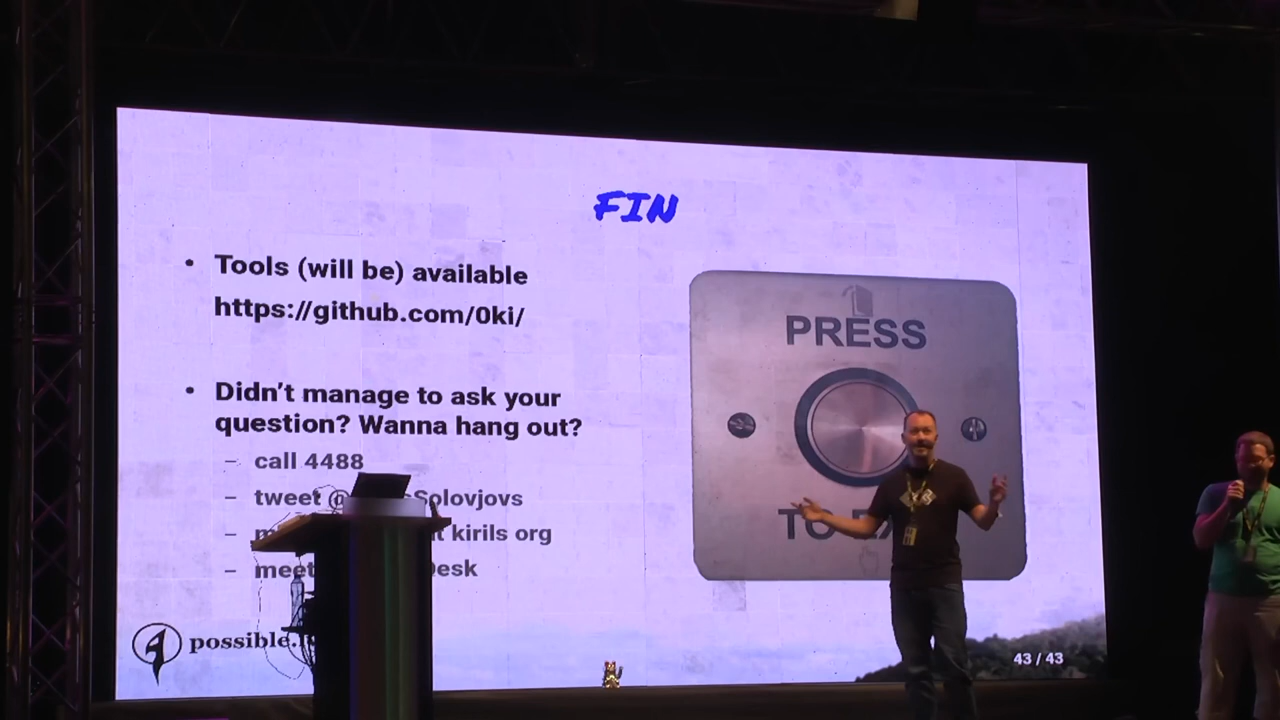 FIN
• Tools (will be) available
https://github.com/0ki/
• Didn't manage to ask your
question? Wanna hang out?
– call 4488
– tweet @ Solovjovs
– kirils org
– meet
possible.
PRESS
TO
43 / 43